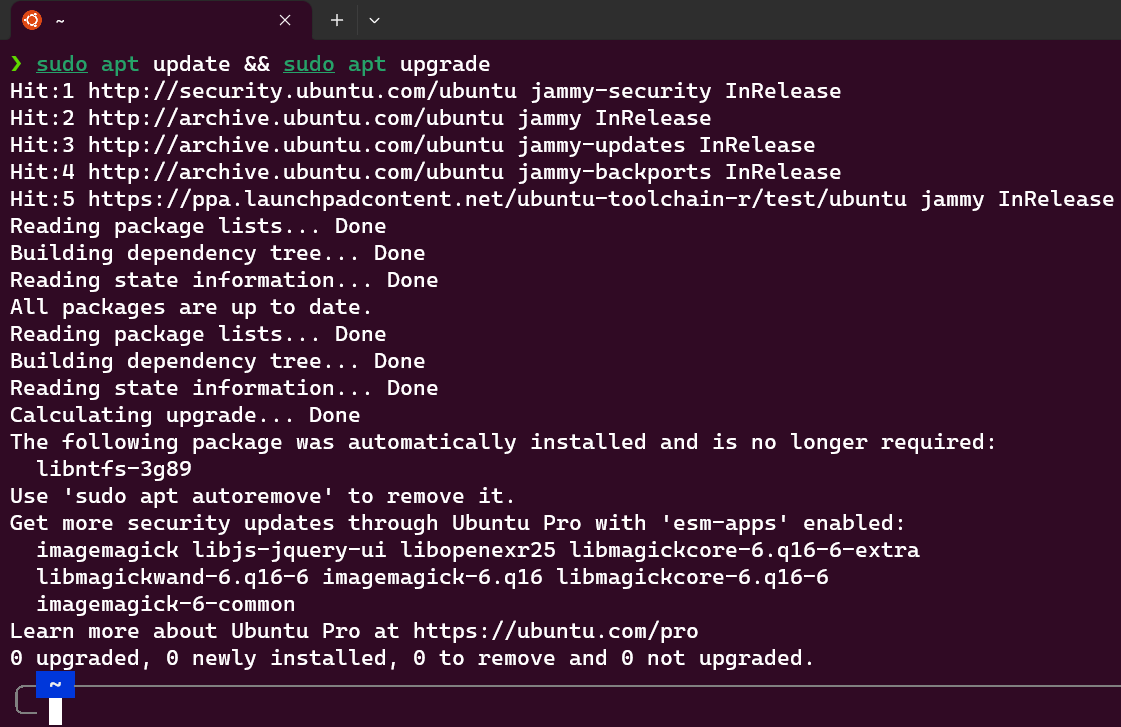 ~
❯ sudo apt update && sudo apt upgrade
Hit:1 http://security.ubuntu.com/ubuntu jammy-security InRelease
Hit:2 http://archive.ubuntu.com/ubuntu jammy InRelease
Hit:3 http://archive.ubuntu.com/ubuntu jammy-updates InRelease
Hit:4 http://archive.ubuntu.com/ubuntu jammy-backports InRelease
Hit:5 https://ppa.launchpadcontent.net/ubuntu-toolchain-r/test/ubuntu jammy InRelease
Reading package lists... Done
Building dependency tree... Done
Reading state information... Done
All packages are up to date.
Reading package lists... Done
Building dependency tree... Done
Reading state information... Done
Calculating upgrade... Done
The following package was automatically installed and is no longer required:
  libntfs-3g89
Use 'sudo apt autoremove' to remove it.
Get more security updates through Ubuntu Pro with 'esm-apps' enabled:
  imagemagick libjs-jquery-ui libopenexr25 libmagickcore-6.q16-6-extra
  libmagickwand-6.q16-6 imagemagick-6.q16 libmagickcore-6.q16-6
  imagemagick-6-common
Learn more about Ubuntu Pro at https://ubuntu.com/pro
0 upgraded, 0 newly installed, 0 to remove and 0 not upgraded.
~